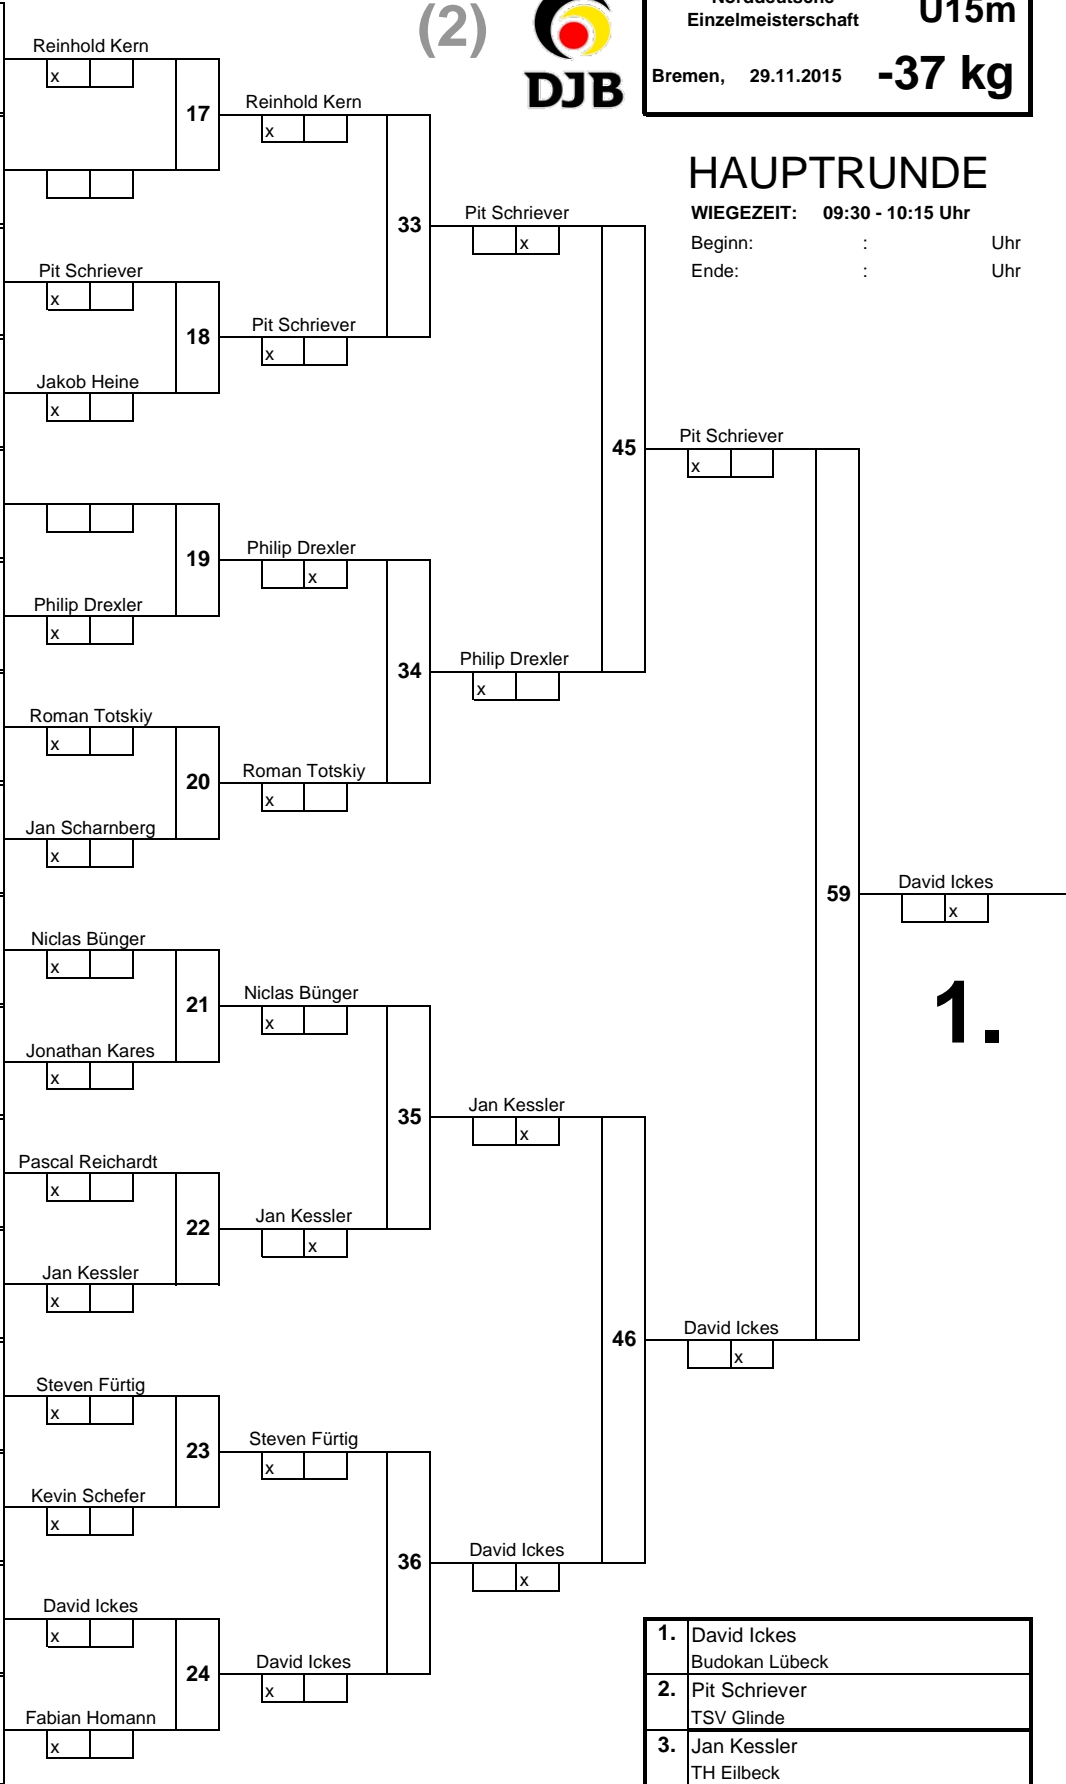 (2)
DJB
Norddeutsche
Einzelmeisterschaft
U15m
Bremen, 29.11.2015 -37 kg
HAUPTRUNDE
WIEGEZEIT: 09:30 - 10:15 Uhr
Beginn: : Uhr
Ende: : Uhr
Reinhold Kern
x
17
Reinhold Kern
x
33
Pit Schriever
x
Pit Schriever
x
18
Pit Schriever
x
Jakob Heine
x
45
Pit Schriever
x
19
Philip Drexler
x
Philip Drexler
x
34
Philip Drexler
x
Roman Totskiy
x
20
Roman Totskiy
x
Jan Scharnberg
x
59
David Ickes
x
1.
Niclas Bünger
x
21
Niclas Bünger
x
Jonathan Kares
x
35
Jan Kessler
x
Pascal Reichardt
x
22
Jan Kessler
x
Jan Kessler
x
46
David Ickes
x
Steven Fürtig
x
23
Steven Fürtig
x
Kevin Schefer
x
36
David Ickes
x
David Ickes
x
24
David Ickes
x
Fabian Homann
x
1. David Ickes
Budokan Lübeck
2. Pit Schriever
TSV Glinde
3. Jan Kessler
TH Eilbeck